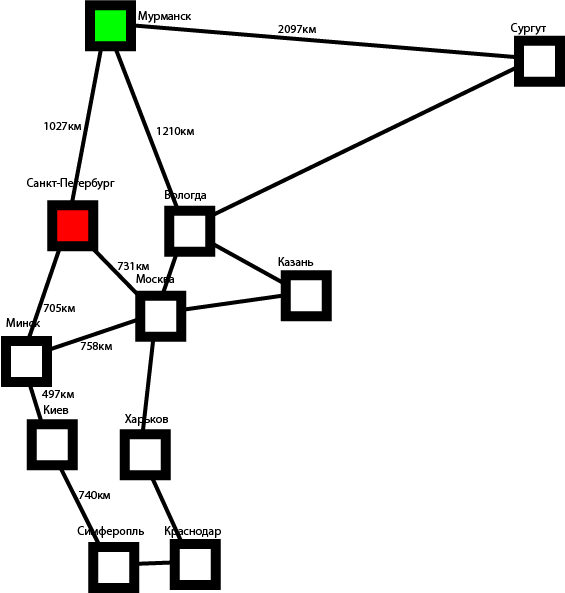 Мурманск
2097км
Сургут
1027км
1210км
Санкт-Петербург
Вологда
731км
Москва
Казань
705км
Минск
758км
497км
Киев
Харьков
740км
Симферопль
Краснодар